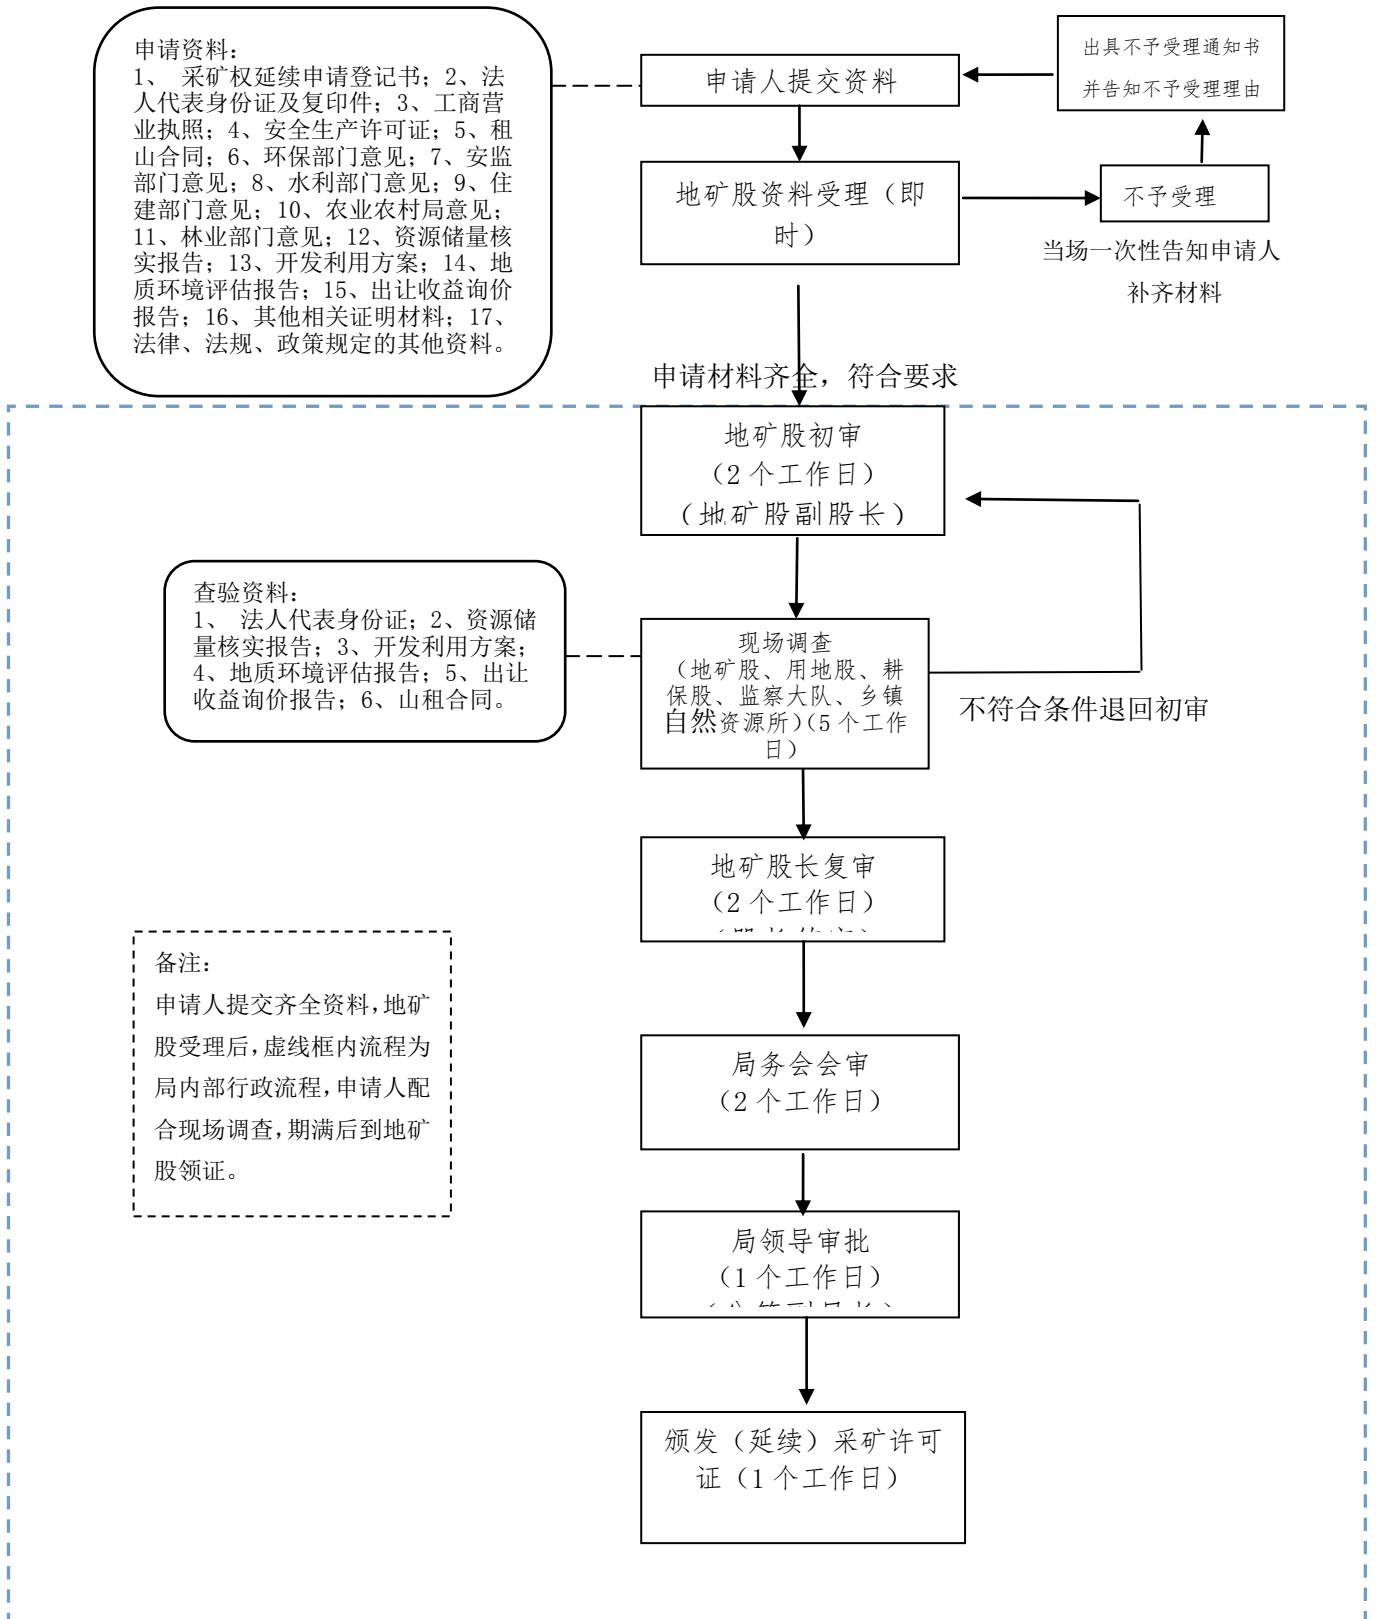 申请资料：
1、 采矿权延续申请登记书；2、法
人代表身份证及复印件；3、工商营
业执照；4、安全生产许可证；5、租
山合同；6、环保部门意见；7、安监
部门意见；8、水利部门意见；9、住
建部门意见；10、农业农村局意见；
11、林业部门意见；12、资源储量核
实报告；13、开发利用方案；14、地
质环境评估报告；15、出让收益询价
报告；16、其他相关证明材料；17、
法律、法规、政策规定的其他资料。
申请人提交资料
出具不予受理通知书
并告知不予受理理由
地矿股资料受理（即
时）
不予受理
当场一次性告知申请人
补齐材料
申请材料齐全，符合要求
地矿股初审
（2 个工作日）
（地矿股副股长）
查验资料：
1、 法人代表身份证；2、资源储
量核实报告；3、开发利用方案；
4、地质环境评估报告；5、出让
收益询价报告；6、山租合同。
现场调查
（地矿股、用地股、耕
保股、监察大队、乡镇
自然资源所）（5 个工作
日）
不符合条件退回初审
地矿股长复审
（2 个工作日）
备注：
申请人提交齐全资料，地矿
股受理后，虚线框内流程为
局内部行政流程，申请人配
合现场调查，期满后到地矿
股领证。
局务会会审
（2 个工作日）
局领导审批
（1 个工作日）
颁发（延续）采矿许可
证（1 个工作日）